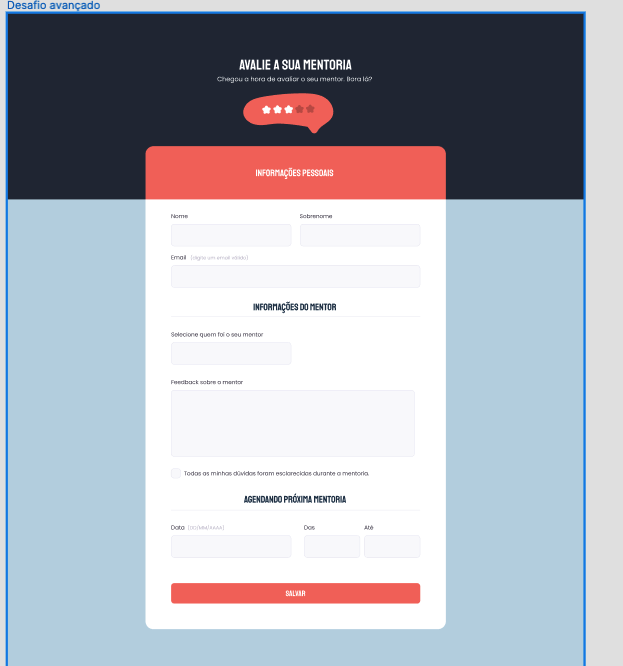 Desafio avançado
AVALIE A SUA MENTORIA
Chegou a hora de avaliar o seu mentor. Bora lá?
INFORMAÇÕES PESSOAIS
Nome Sobrenome
Email (digite um email válido)
INFORMAÇÕES DO MENTOR
Selecione quem foi o seu mentor
Feedback sobre o mentor
Todas as minhas dúvidas foram esclarecidas durante a mentoria.
AGENDANDO PRÓXIMA MENTORIA
Data (DD/MM/AAAA) Das Até
SALVAR